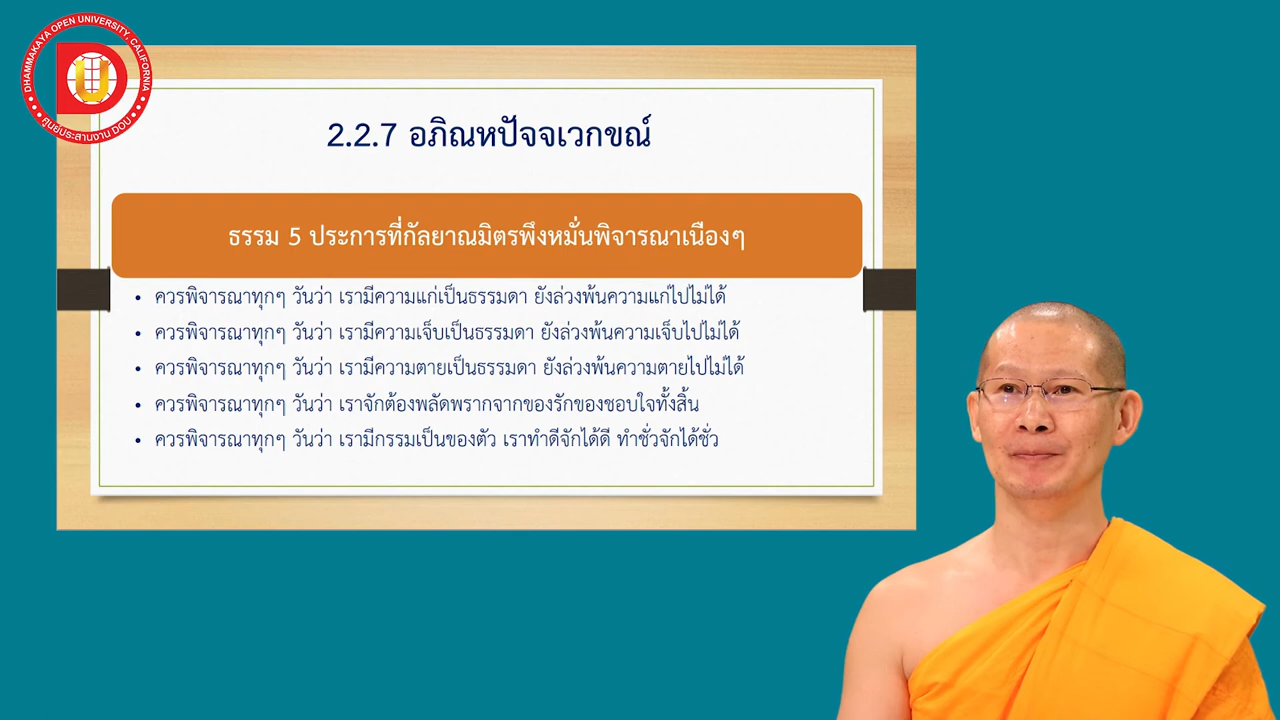 DHAMMAKAYA OPEN UNIVERSITY, CALIFORNIA
DU
ศูนย์ประสานงาน DOU
2.2.7 อภิณหปัจจเวกขณ์
ธรรม 5 ประการที่กัลยาณมิตรพึงหมั่นพิจารณาเนืองๆ
• ควรพิจารณาทุกๆ วันว่า เรามีความแก่เป็นธรรมดา ยังล่วงพ้นความแก่ไปไม่ได้
• ควรพิจารณาทุกๆ วันว่า เรามีความเจ็บเป็นธรรมดา ยังล่วงพ้นความเจ็บไปไม่ได้
• ควรพิจารณาทุกๆ วันว่า เรามีความตายเป็นธรรมดา ยังล่วงพ้นความตายไปไม่ได้
• ควรพิจารณาทุกๆ วันว่า เราจักต้องพลัดพรากจากของรักของชอบใจทั้งสิ้น
• ควรพิจารณาทุกๆ วันว่า เรามีกรรมเป็นของตัว เราทำดีจักได้ดี ทำชั่วจักได้ชั่ว